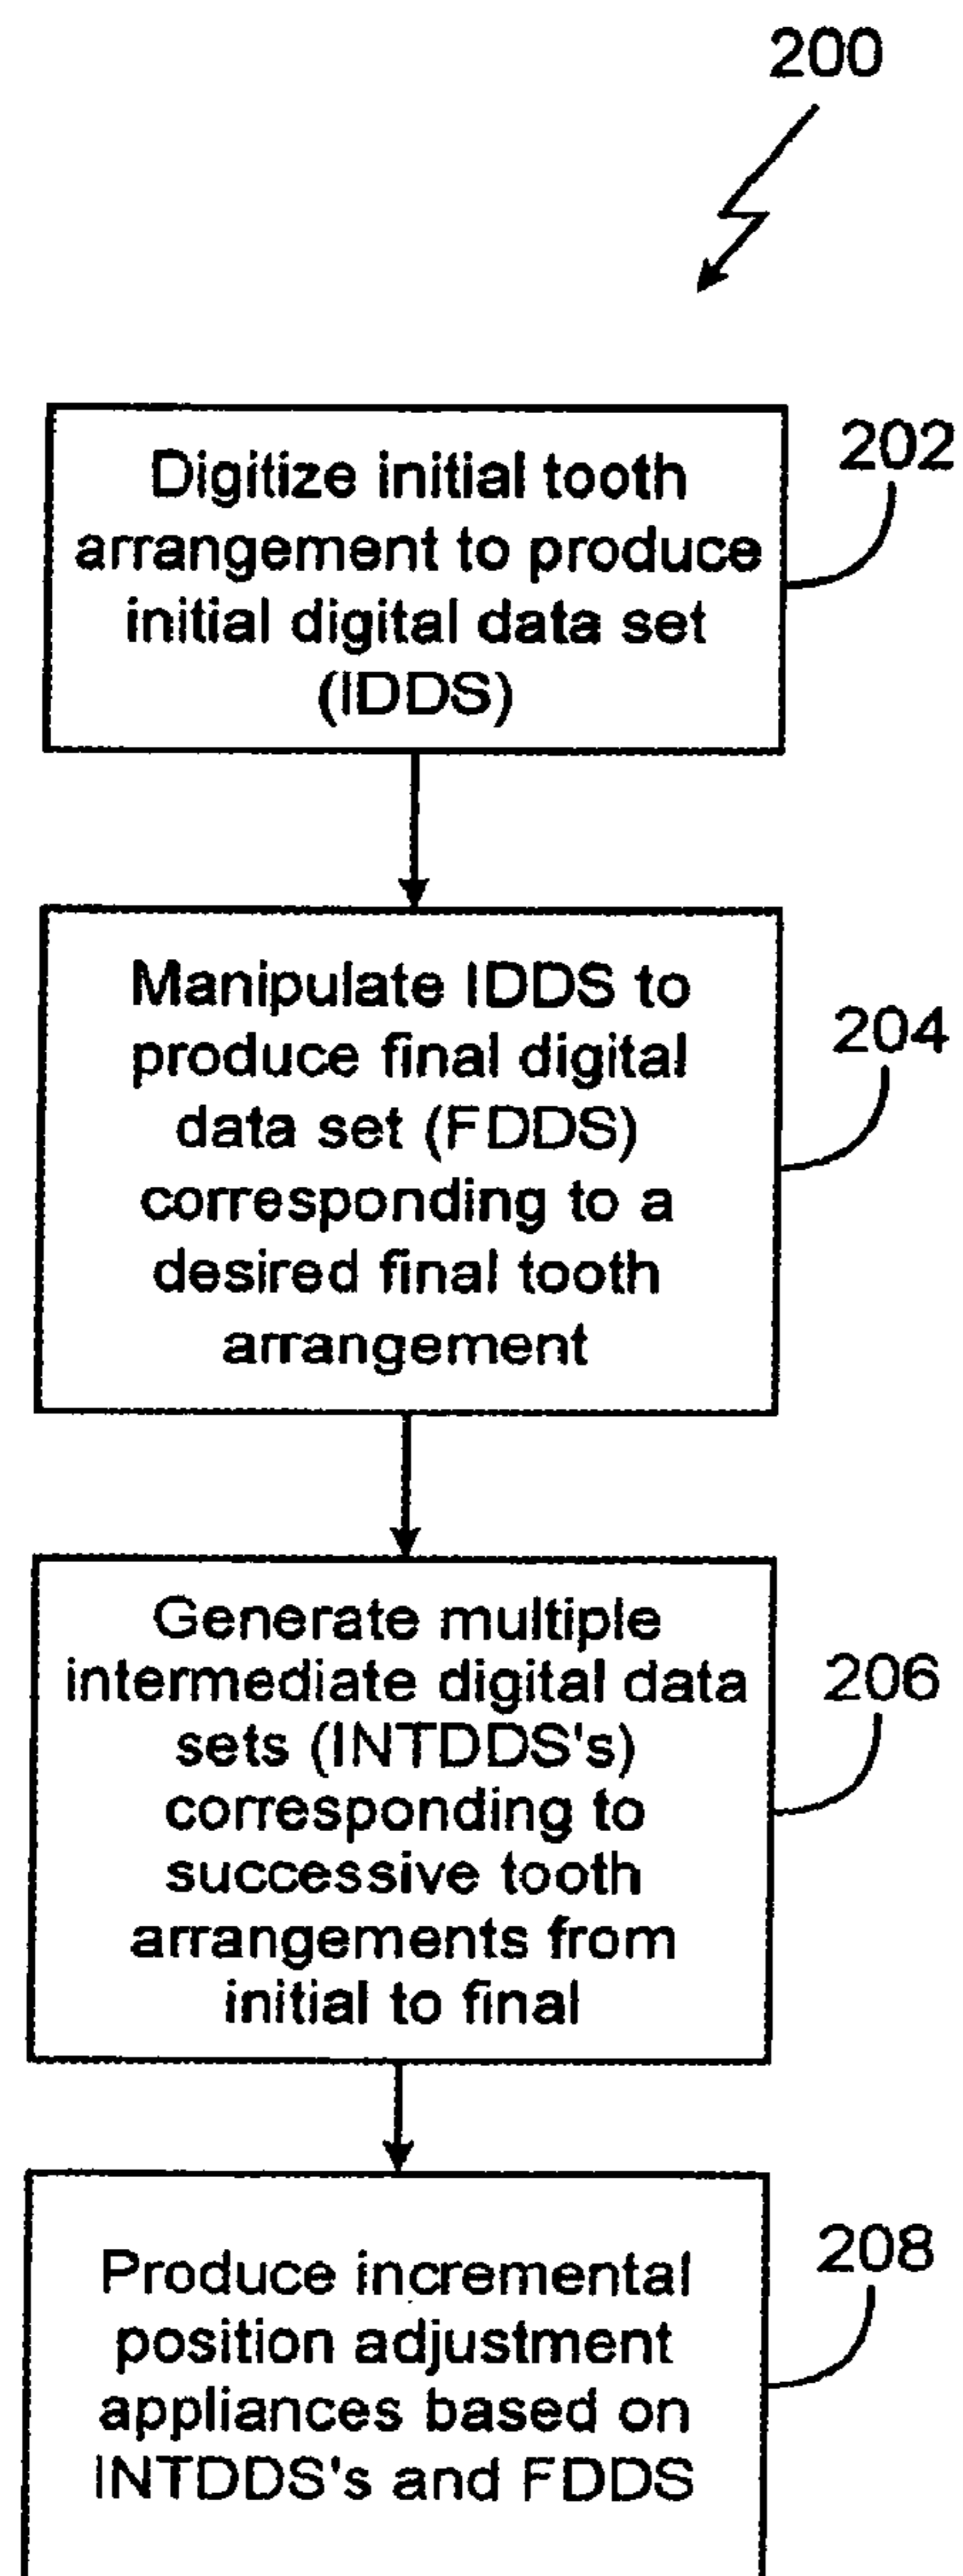 200
Digitize initial tooth
arrangement to produce
initial digital data set
(IDDS)
202
Manipulate IDDS to
produce final digital
data set (FDDS)
corresponding to a
desired final tooth
arrangement
204
Generate multiple
intermediate digital data
sets (INTDDS's)
corresponding to
successive tooth
arrangements from
initial to final
206
Produce incremental
position adjustment
appliances based on
INTDDS's and FDDS
208